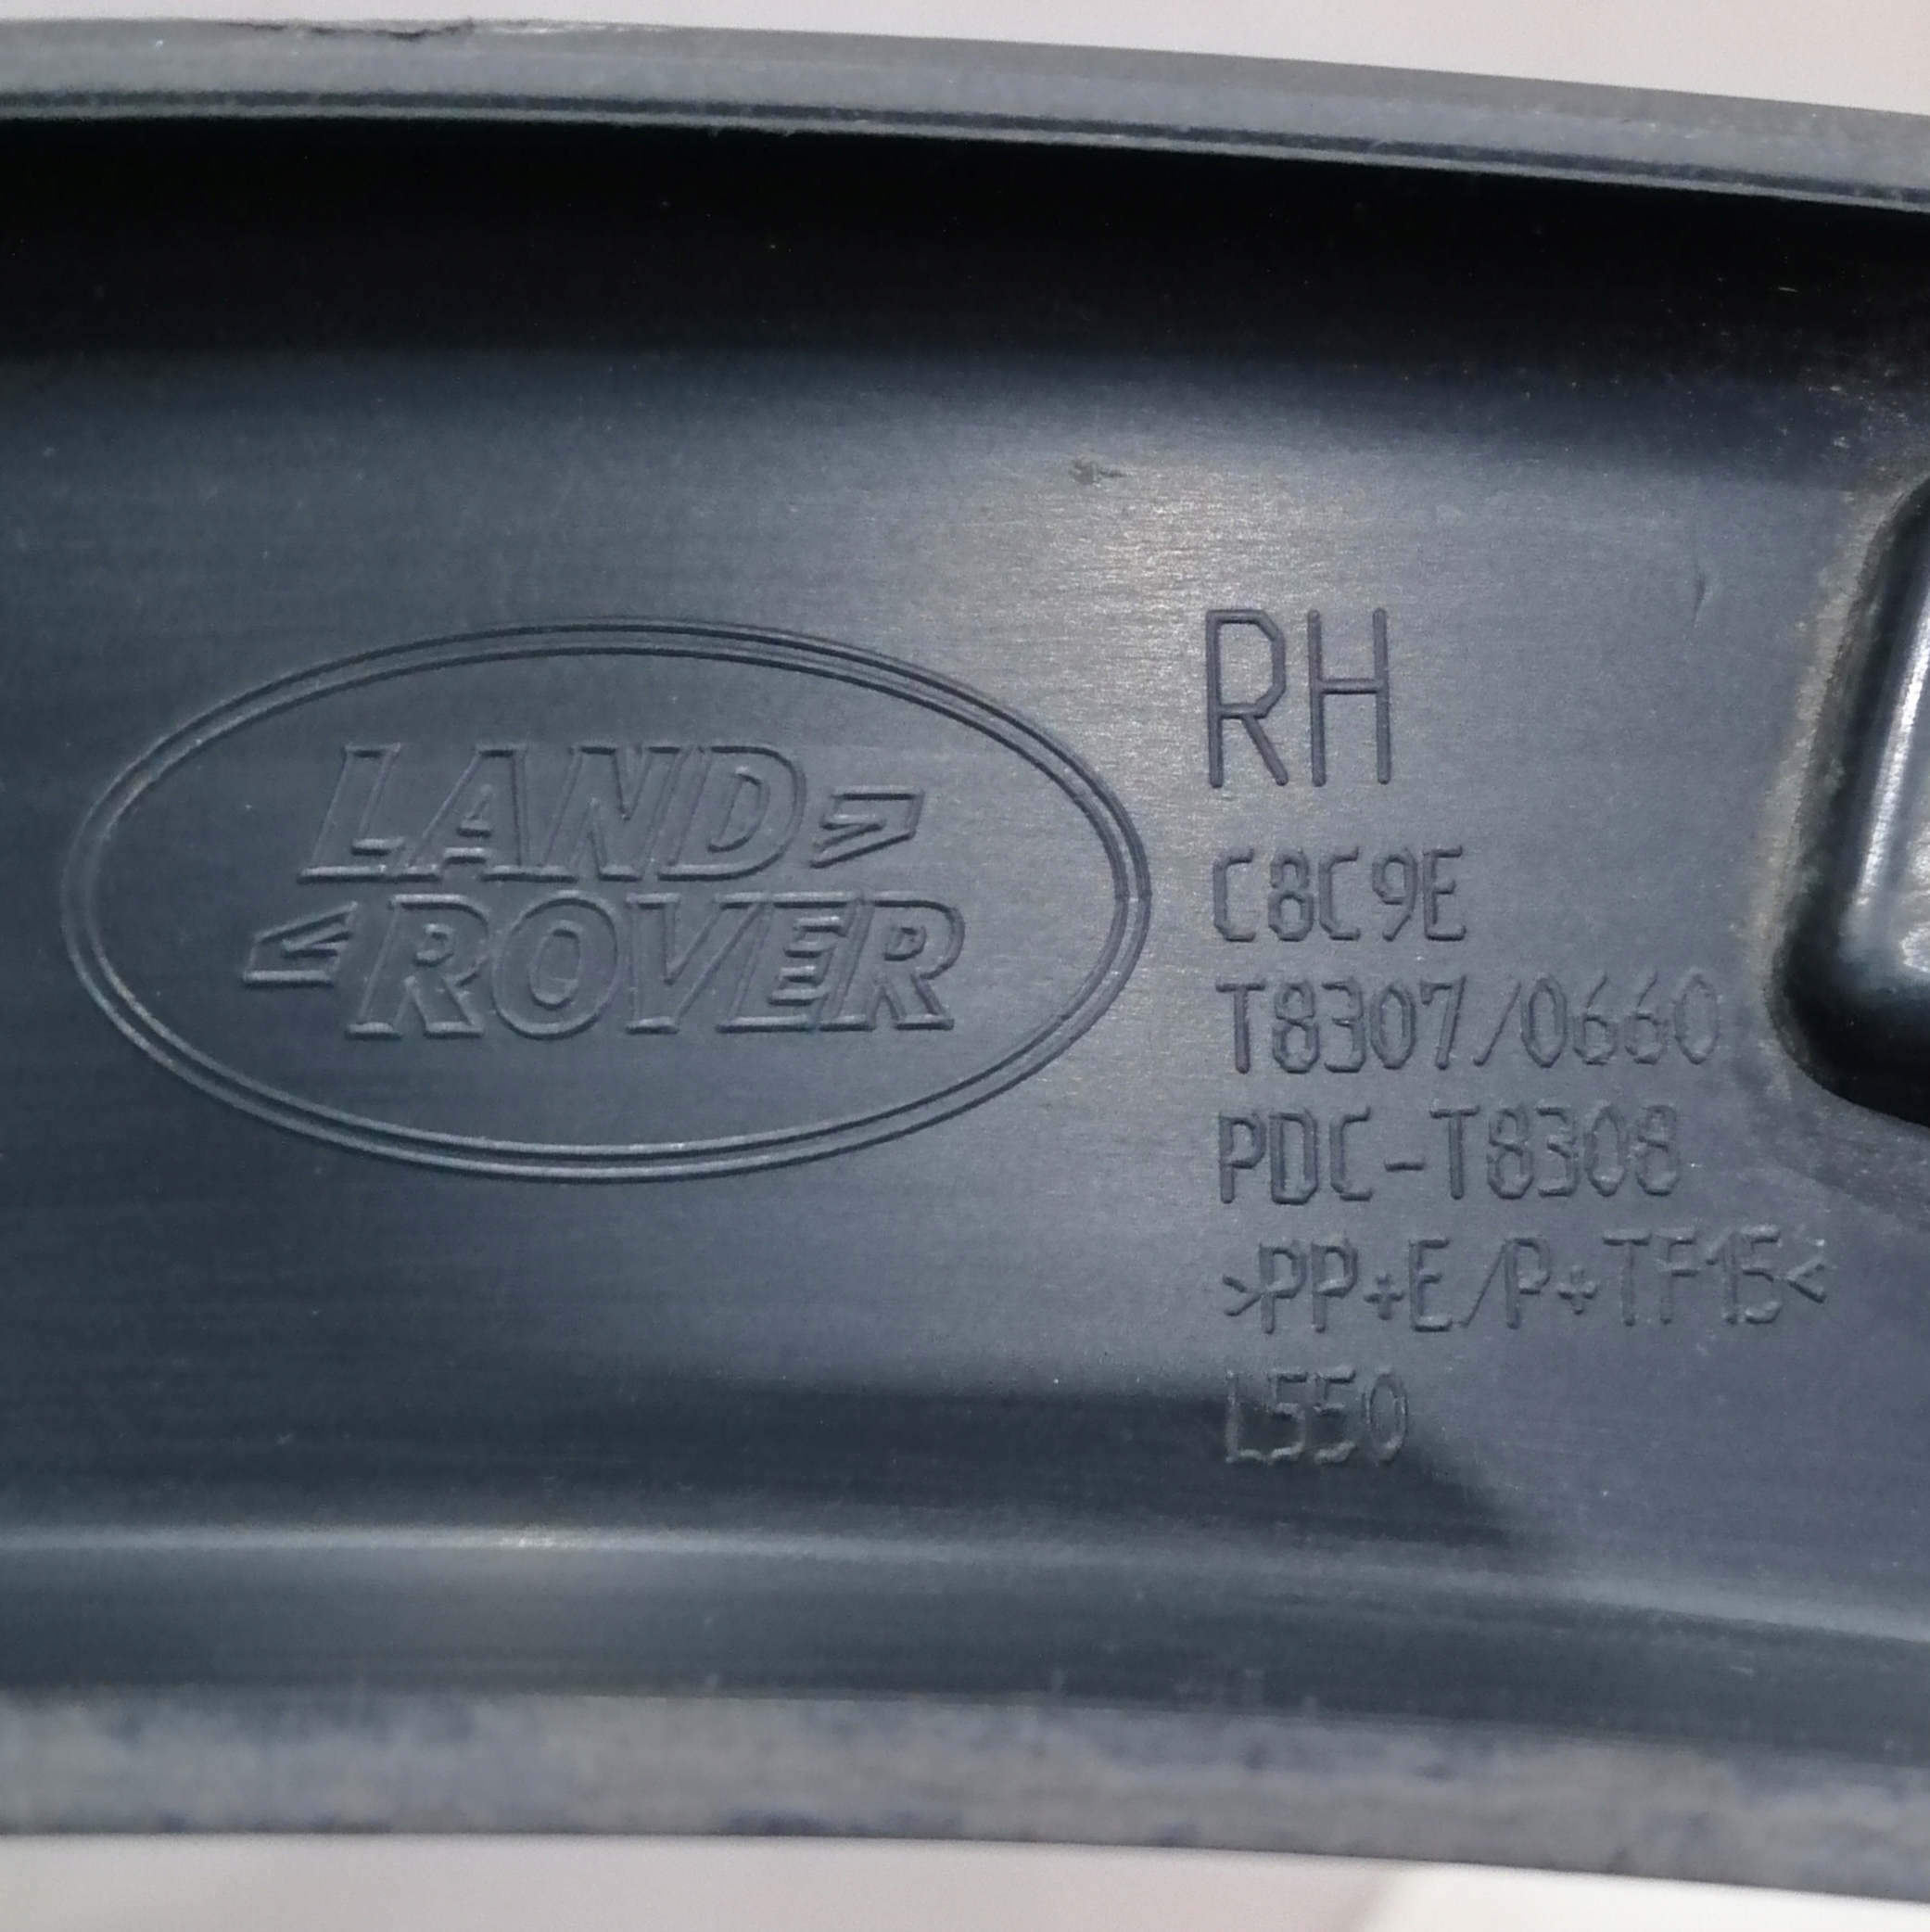 LAND
ROVER
RH
C8C9E
T8307/0660
PDC-T8308
>PP+E/P+TF15<
L550